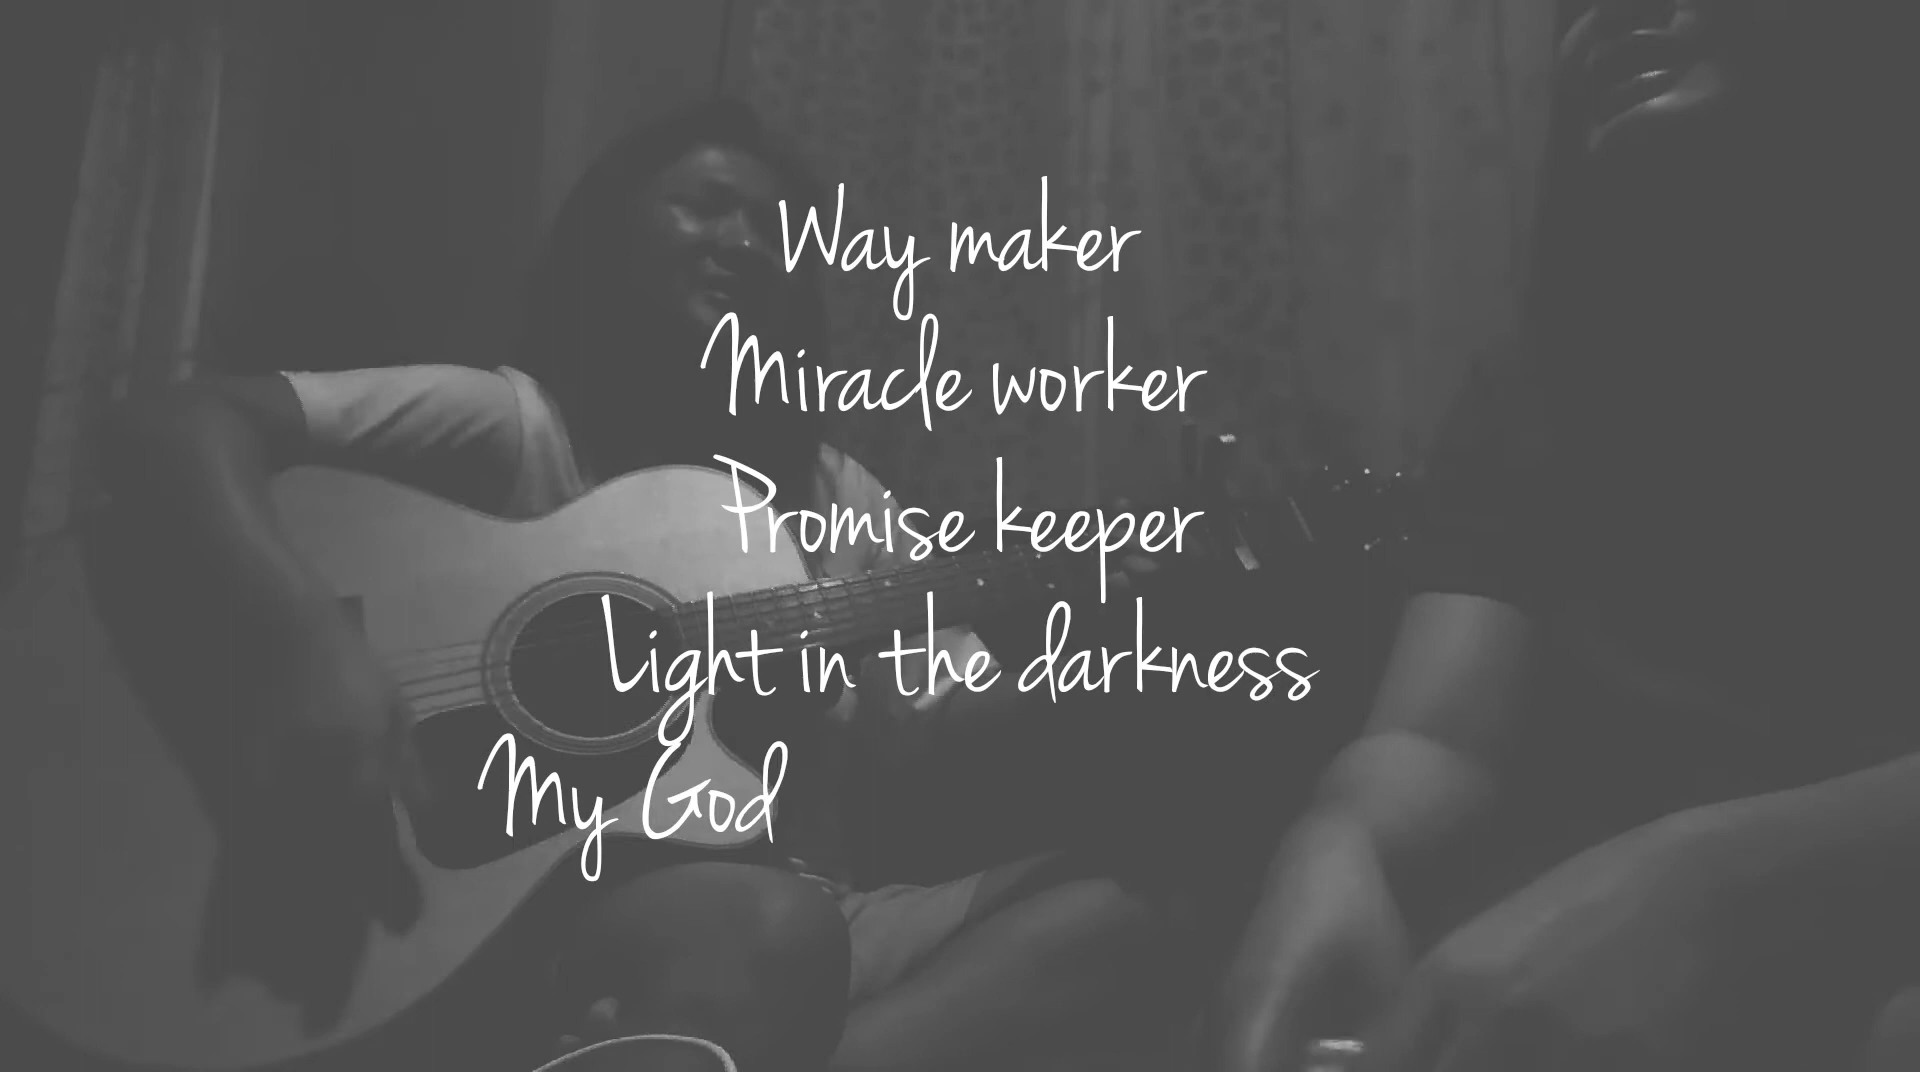 Way maker
Miracle worker
Promise keeper
Light in the darkness
My God